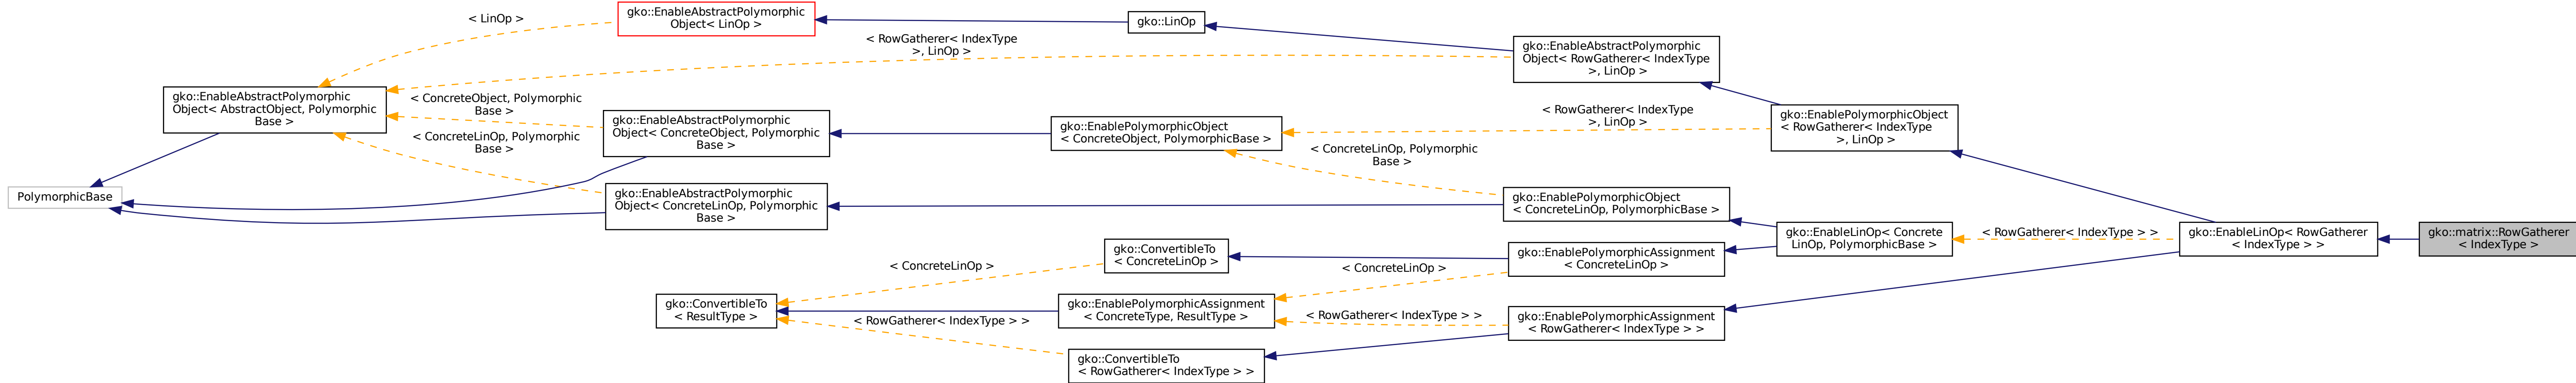 < LinOp >
gko::EnableAbstractPolymorphic
Object< LinOp >
gko::LinOp
< RowGatherer< IndexType
>, LinOp >
gko::EnableAbstractPolymorphic
Object< RowGatherer< IndexType
>, LinOp >
gko::EnableAbstractPolymorphic
Object< AbstractObject, Polymorphic
Base >
< ConcreteObject, Polymorphic
Base >
gko::EnableAbstractPolymorphic
Object< ConcreteObject, Polymorphic
Base >
gko::EnablePolymorphicObject
< ConcreteObject, PolymorphicBase >
< RowGatherer< IndexType
>, LinOp >
gko::EnablePolymorphicObject
< RowGatherer< IndexType
>, LinOp >
< ConcreteLinOp, Polymorphic
Base >
< ConcreteLinOp, Polymorphic
Base >
PolymorphicBase
gko::EnableAbstractPolymorphic
Object< ConcreteLinOp, Polymorphic
Base >
gko::EnablePolymorphicObject
< ConcreteLinOp, PolymorphicBase >
gko::EnableLinOp< Concrete
LinOp, PolymorphicBase >
< RowGatherer< IndexType > >
gko::EnableLinOp< RowGatherer
< IndexType > >
gko::matrix::RowGatherer
< IndexType >
gko::ConvertibleTo
< ConcreteLinOp >
gko::EnablePolymorphicAssignment
< ConcreteLinOp >
< ConcreteLinOp >
< ConcreteLinOp >
gko::ConvertibleTo
< ResultType >
gko::EnablePolymorphicAssignment
< ConcreteType, ResultType >
< RowGatherer< IndexType > >
< RowGatherer< IndexType > >
gko::EnablePolymorphicAssignment
< RowGatherer< IndexType > >
gko::ConvertibleTo
< RowGatherer< IndexType > >